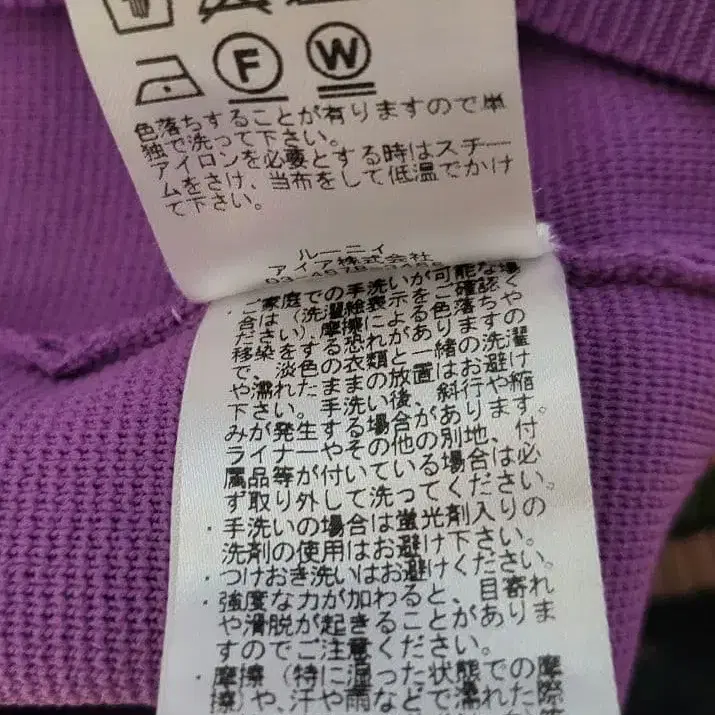 F W
色落ちすることが有りますので単
独で洗って下さい。
アイロンを必要とする時はスチー
ムをさけ、当布をして低温でかけ
て下さい。
ルーニィ
アイア株式会社
・ご家庭での手洗いが可能な場
合は（洗濯絵表示をご確認く
ださい）摩擦による色落ちや
移染をする恐れがありますの
で、淡色の衣類と一緒の洗濯
や濡れたままの放置はお避け
下さい。手洗い後、斜行や縮
みが発生する場合があります。
ライナーやその他の別地、付
属品等が付いている場合は必
ず取り外して洗ってください。
・手洗いの場合は蛍光剤入りの
洗剤の使用はお避け下さい。
・つけおき洗いはお避けください。
・強度な力が加わると、目寄れ
や滑脱が起きることがありま
すのでご注意ください。
・摩擦（特に湿った状態での摩
擦）や、汗や雨などで濡れた際